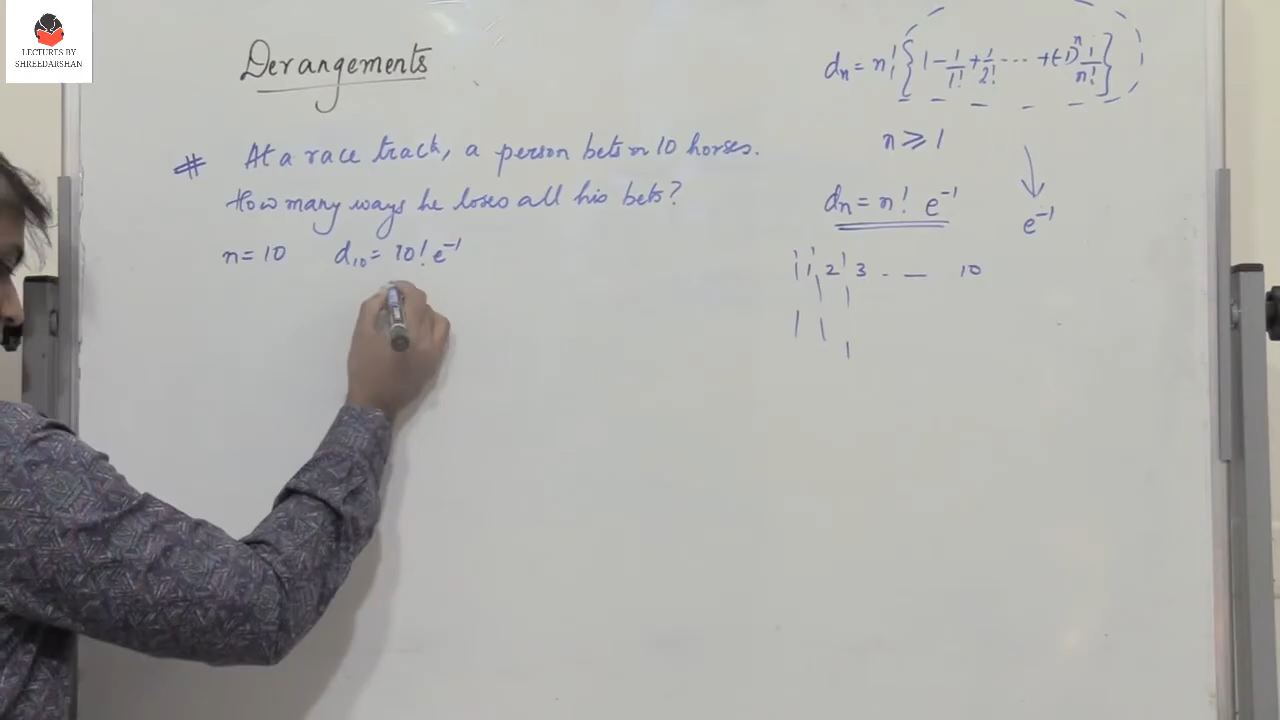 LECTURES BY
SHREEDARSHAN
Derangements
# At a race track, a person bets on 10 horses.
How many ways he loses all his bets?
n = 10 d₁₀ = 10! e⁻¹
dn = n! { 1 - 1/1! + 1/2! ... + (-1)ⁿ 1/n! }
n ≥ 1
e⁻¹
dn = n! e⁻¹
1 2 3 . _ 10